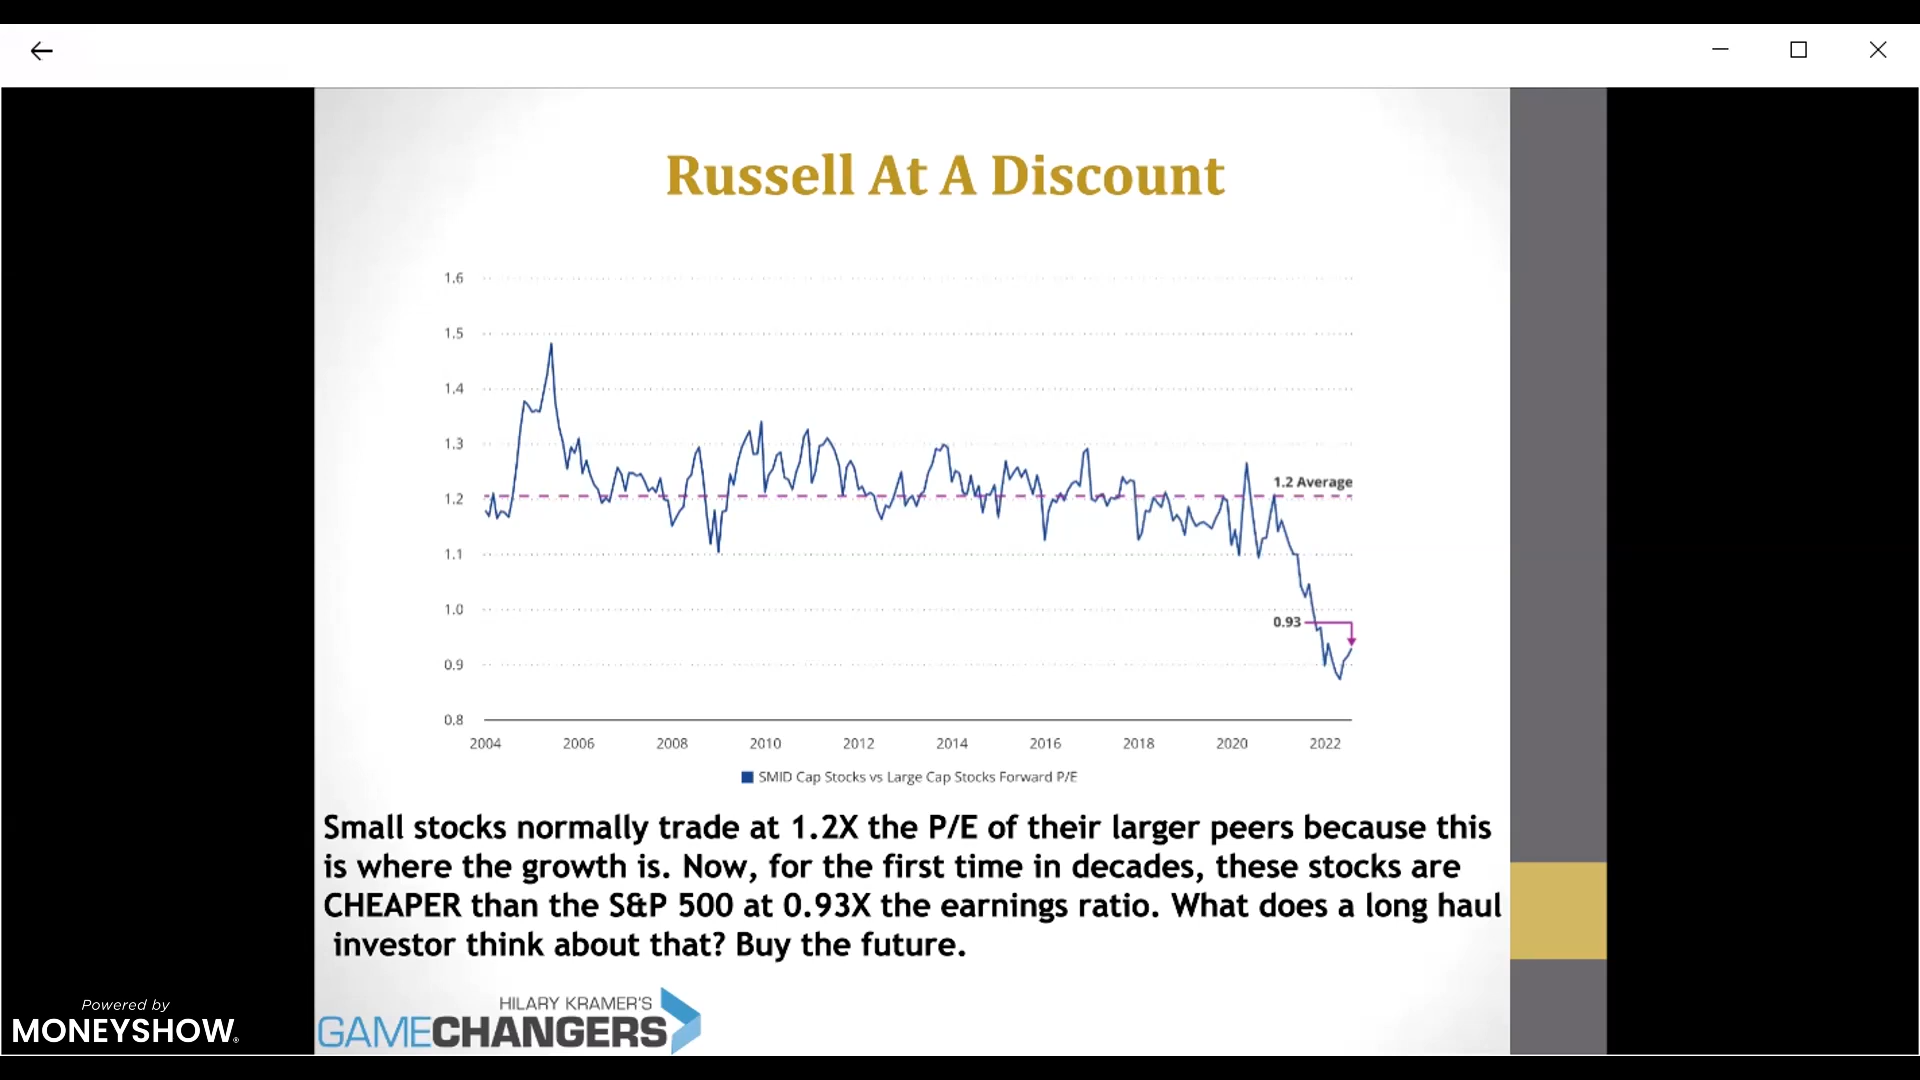 Russell At A Discount
1.6
1.5
1.4
1.3
1.2
1.1
1.0
0.9
0.8
1.2 Average
0.93
2004 2006 2008 2010 2012 2014 2016 2018 2020 2022
SMID Cap Stocks vs Large Cap Stocks Forward P/E
Small stocks normally trade at 1.2X the P/E of their larger peers because this
is where the growth is. Now, for the first time in decades, these stocks are
CHEAPER than the S&P 500 at 0.93X the earnings ratio. What does a long haul
investor think about that? Buy the future.
HILARY KRAMER'S
GAMECHANGERS
Powered by
MONEYSHOW®